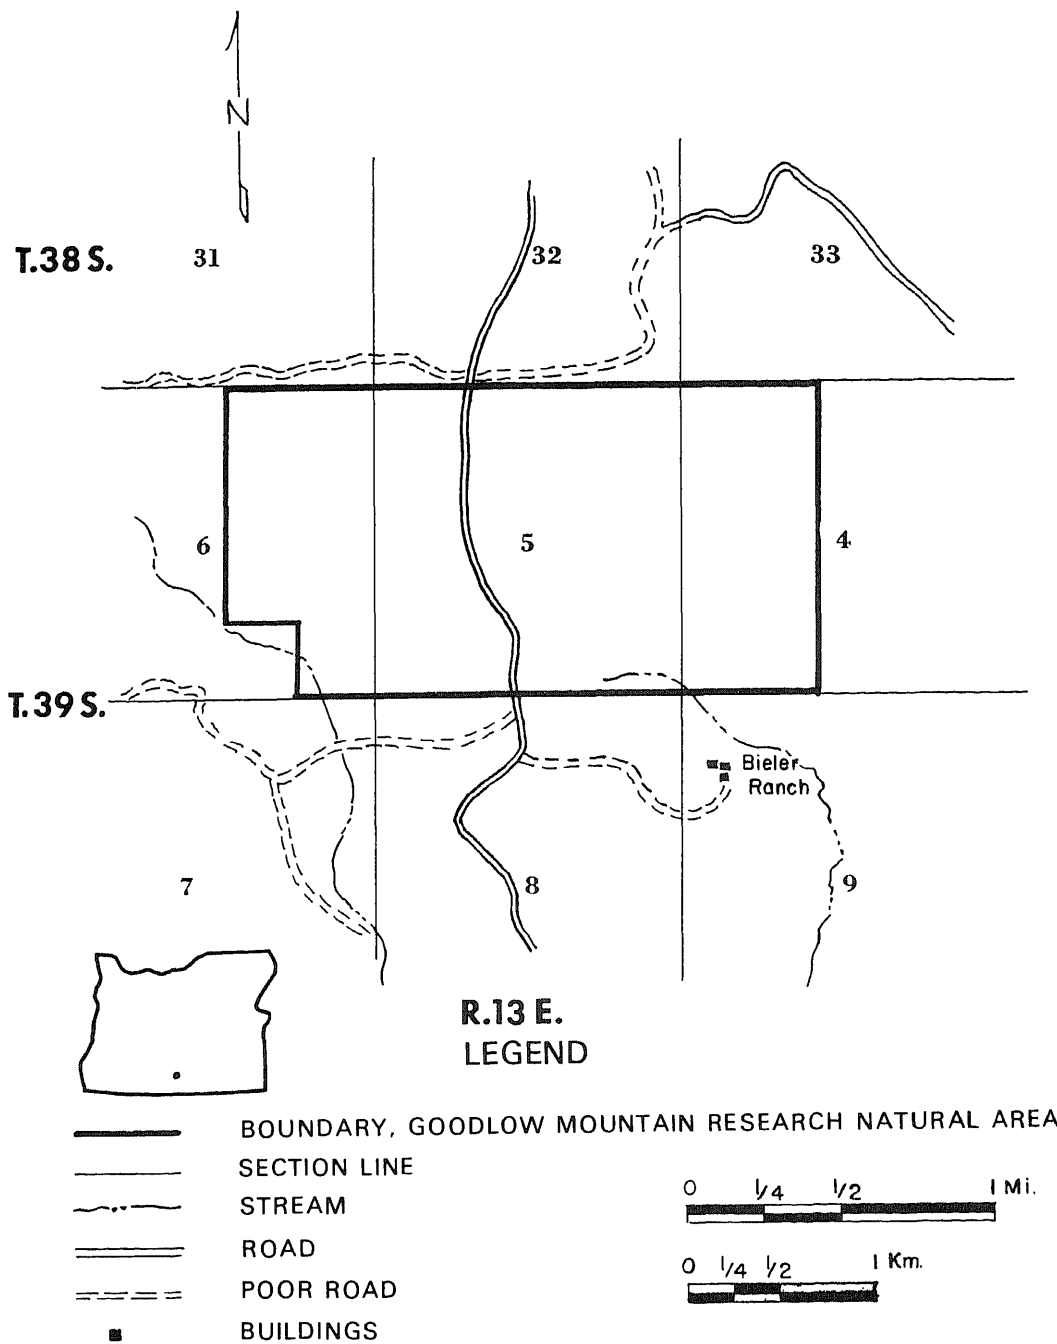 N
T.38 S.
31
32
33
6
5
4
T.39 S.
Bieler
Ranch
7
8
9
R.13 E.
LEGEND
BOUNDARY, GOODLOW MOUNTAIN RESEARCH NATURAL AREA
SECTION LINE
STREAM
ROAD
POOR ROAD
BUILDINGS
0 1/4 1/2 1 Mi.
0 1/4 1/2 1 Km.